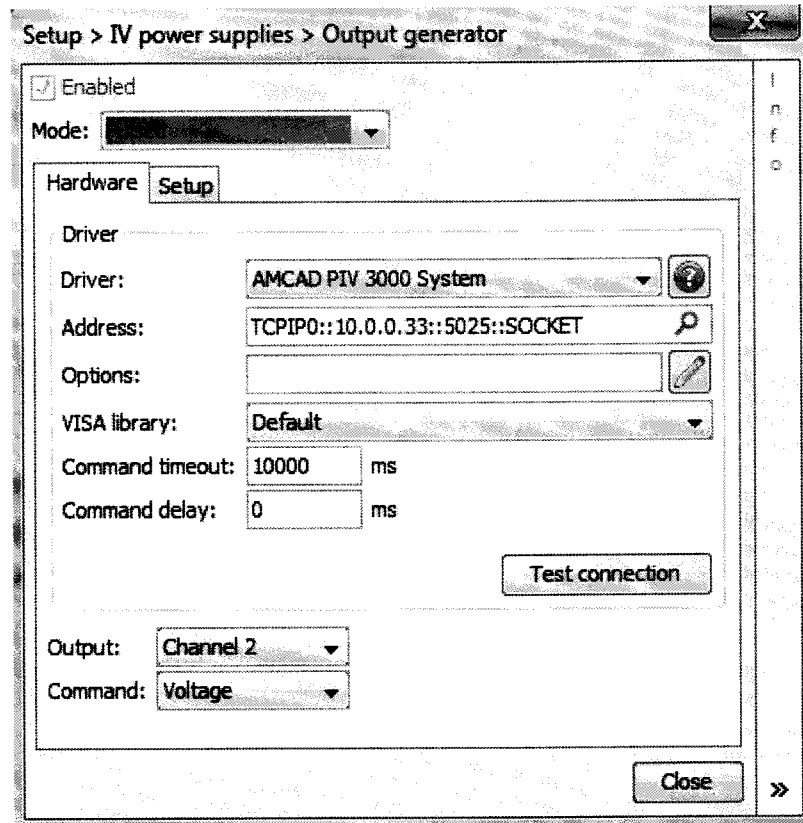 Setup > IV power supplies > Output generator
X
Enabled
Info
Mode:
Hardware Setup
Driver
Driver: AMCAD PIV 3000 System ?
Address: TCPIP0::10.0.0.33::5025::SOCKET
Options:
VISA library: Default
Command timeout: 10000 ms
Command delay: 0 ms
Test connection
Output: Channel 2
Command: Voltage
Close »